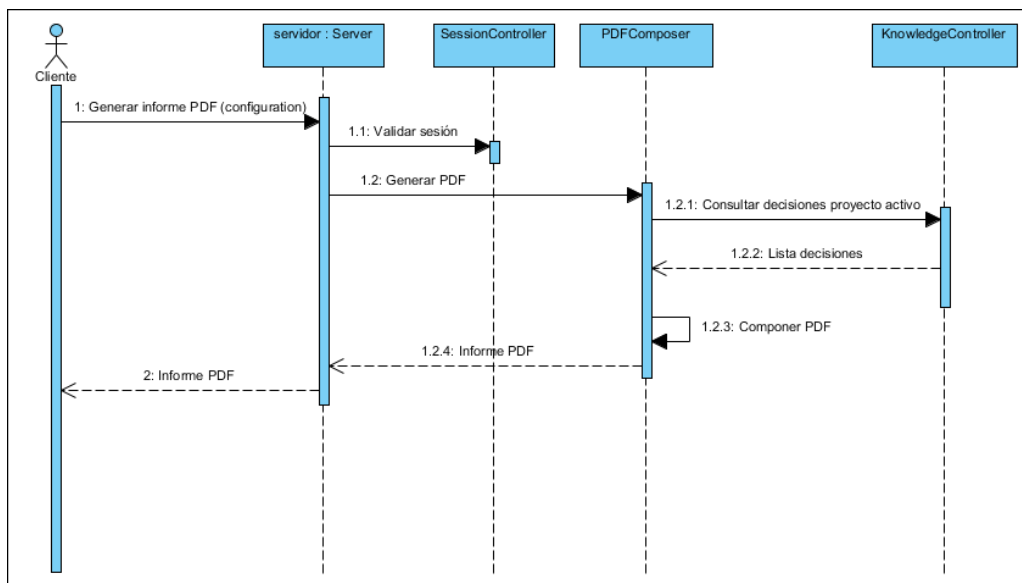 servidor : Server
SessionController
PDFComposer
KnowledgeController
Cliente
1: Generar informe PDF (configuration)
1.1: Validar sesión
1.2: Generar PDF
1.2.1: Consultar decisiones proyecto activo
1.2.2: Lista decisiones
1.2.3: Componer PDF
1.2.4: Informe PDF
2: Informe PDF